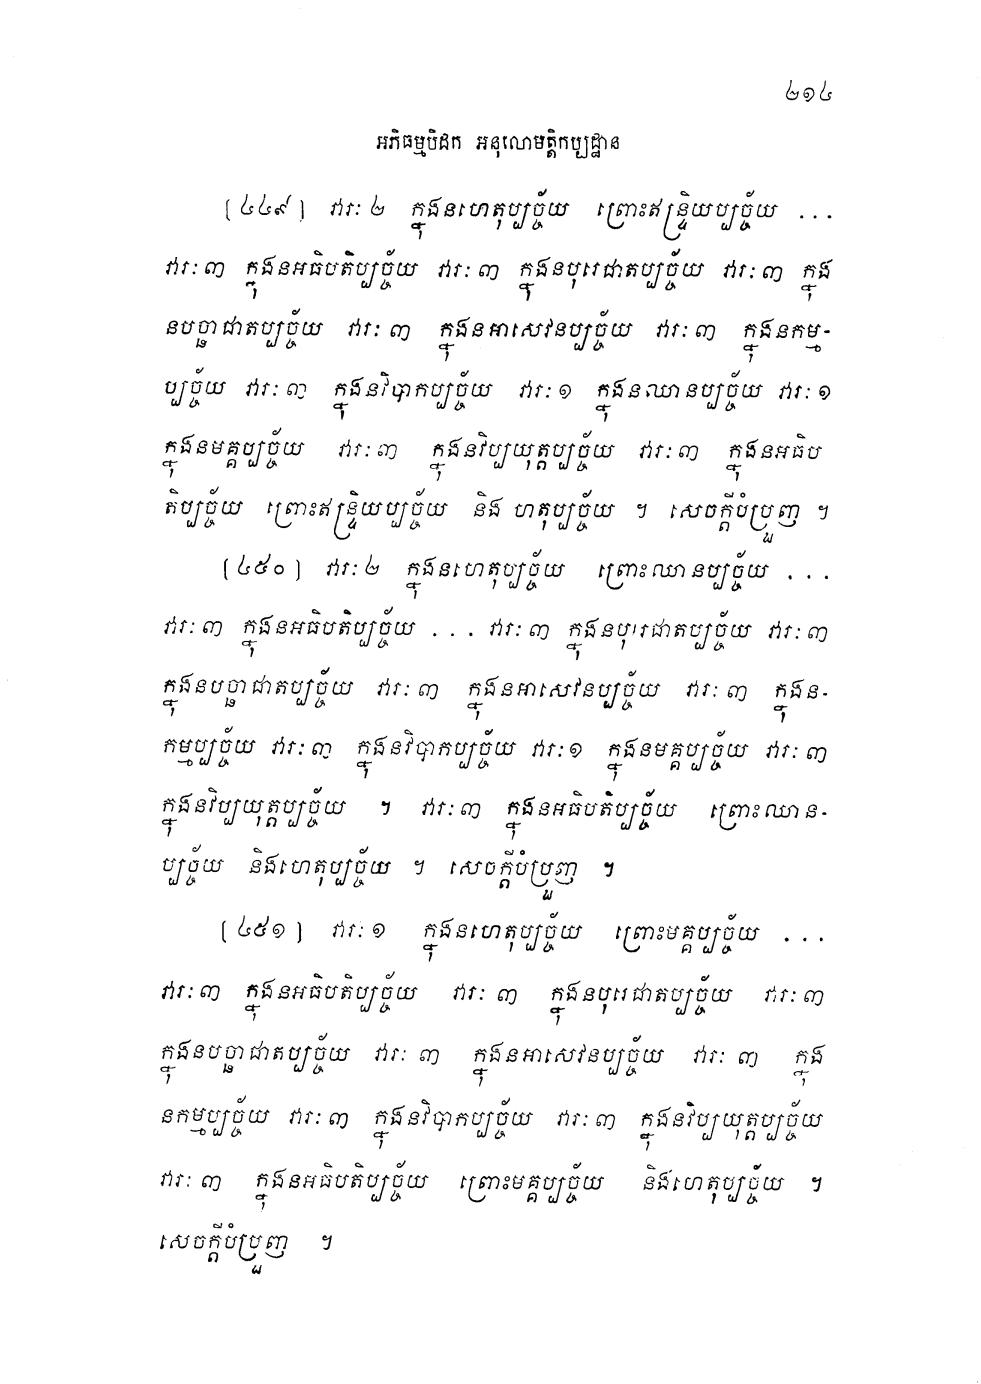 ២១៤
អភិធម្មបិដក អនុលោមត្តិកប្បដ្ឋាន
[៤៤៩] វារៈ ២ ក្នុងនហេតុប្បច្ច័យ ព្រោះឥន្ទ្រិយប្បច្ច័យ ...
វារៈ ៣ ក្នុងនអធិបតិប្បច្ច័យ វារៈ ៣ ក្នុងនបុរេជាតប្បច្ច័យ វារៈ ៣ ក្នុង
នបច្ឆាជាតប្បច្ច័យ វារៈ ៣ ក្នុងនអាសេវនប្បច្ច័យ វារៈ ៣ ក្នុងនកម្ម-
ប្បច្ច័យ វារៈ ៣ ក្នុងនវិបាកប្បច្ច័យ វារៈ ១ ក្នុងនឈានប្បច្ច័យ វារៈ ១
ក្នុងនមគ្គប្បច្ច័យ វារៈ ៣ ក្នុងនវិប្បយុត្តប្បច្ច័យ វារៈ ៣ ក្នុងនអធិប
តិប្បច្ច័យ ព្រោះឥន្ទ្រិយប្បច្ច័យ និង ហតុប្បច្ច័យ ។ សេចក្តីបំប្រួញ ។
[៤៥០] វារៈ ២ ក្នុងនហេតុប្បច្ច័យ ព្រោះឈានប្បច្ច័យ ...
វារៈ ៣ ក្នុងនអធិបតិប្បច្ច័យ ... វារៈ ៣ ក្នុងនបុរេជាតប្បច្ច័យ វារៈ ៣
ក្នុងនបច្ឆាជាតប្បច្ច័យ វារៈ ៣ ក្នុងនអាសេវនប្បច្ច័យ វារៈ ៣ ក្នុងន-
កម្មប្បច្ច័យ វារៈ ៣ ក្នុងនវិបាកប្បច្ច័យ វារៈ ១ ក្នុងនមគ្គប្បច្ច័យ វារៈ ៣
ក្នុងនវិប្បយុត្តប្បច្ច័យ ។ វារៈ ៣ ក្នុងនអធិបតិប្បច្ច័យ ព្រោះឈាន-
ប្បច្ច័យ និងហេតុប្បច្ច័យ ។ សេចក្តីបំប្រួញ ។
[៤៥១] វារៈ ១ ក្នុងនហេតុប្បច្ច័យ ព្រោះមគ្គប្បច្ច័យ ...
វារៈ ៣ ក្នុងនអធិបតិប្បច្ច័យ វារៈ ៣ ក្នុងនបុរេជាតប្បច្ច័យ វារៈ ៣
ក្នុងនបច្ឆាជាតប្បច្ច័យ វារៈ ៣ ក្នុងនអាសេវនប្បច្ច័យ វារៈ ៣ ក្នុង
នកម្មប្បច្ច័យ វារៈ ៣ ក្នុងនវិបាកប្បច្ច័យ វារៈ ៣ ក្នុងនវិប្បយុត្តប្បច្ច័យ
វារៈ ៣ ក្នុងនអធិបតិប្បច្ច័យ ព្រោះមគ្គប្បច្ច័យ និងហេតុប្បច្ច័យ ។
សេចក្តីបំប្រួញ ។